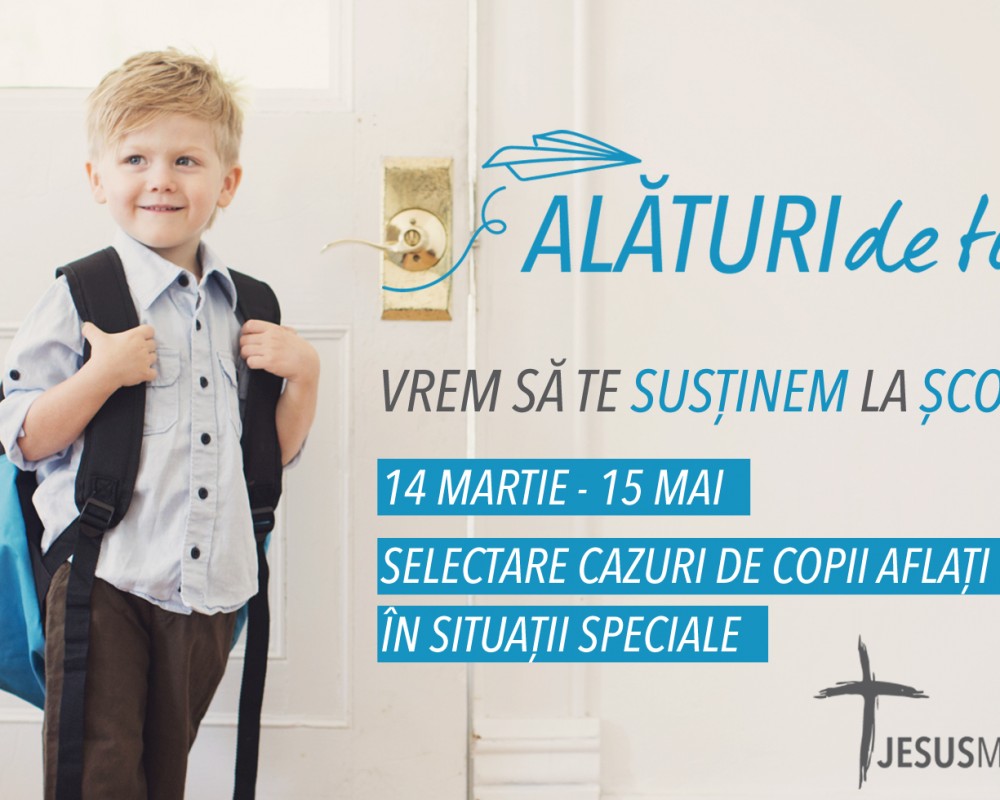 ALĂTURI de t
VREM SĂ TE SUSȚINEM LA ȘCO
14 MARTIE - 15 MAI
SELECTARE CAZURI DE COPII AFLAȚI
ÎN SITUAȚII SPECIALE
JESUSM